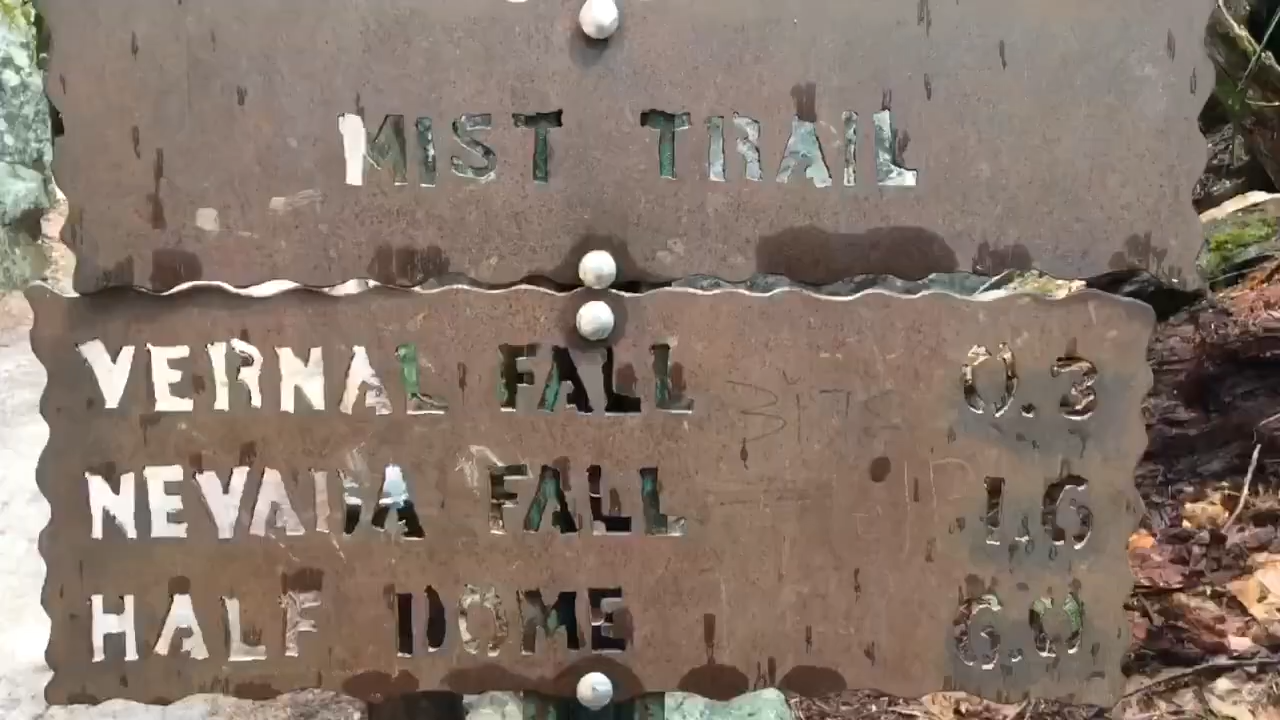 MIST TRAIL
VERNAL FALL 0.3
NEVADA FALL 1.6
HALF DOME 6.0